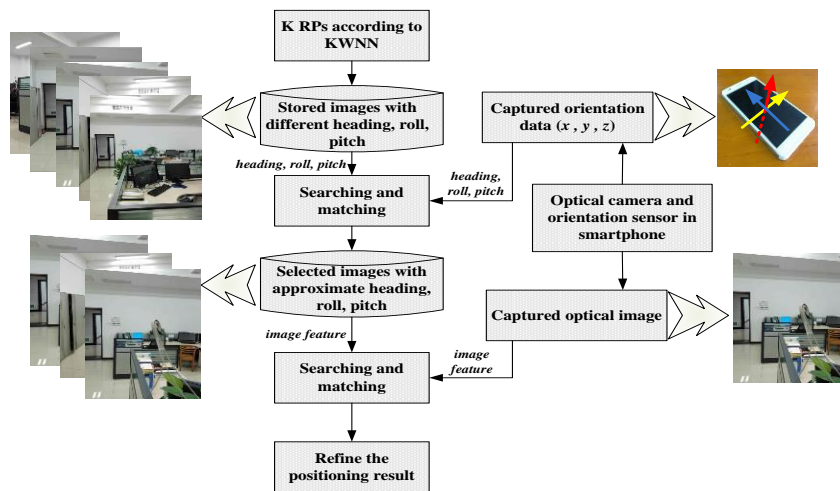 K RPs according to
KWNN
Stored images with
different heading, roll,
pitch
heading, roll, pitch
Captured orientation
data (x , y , z)
heading,
roll, pitch
Searching and
matching
Optical camera and
orientation sensor in
smartphone
Selected images with
approximate heading,
roll, pitch
image feature
Captured optical image
image
feature
Searching and
matching
Refine the
positioning result